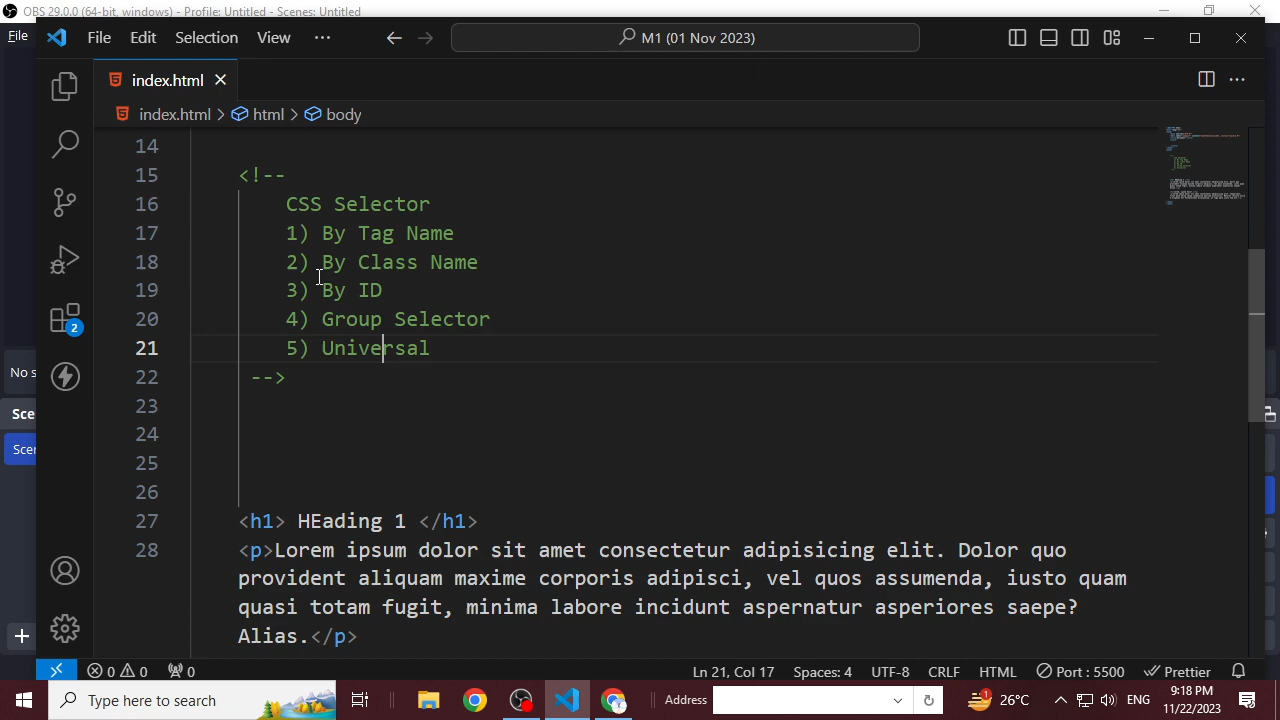 OBS 29.0.0 (64-bit, windows) - Profile: Untitled - Scenes: Untitled
File
File Edit Selection View ···
M1 (01 Nov 2023)
index.html
index.html > html > body
14
15 <!--
16 CSS Selector
17 1) By Tag Name
18 2) By Class Name
19 3) By ID
20 4) Group Selector
21 5) Universal
22 -->
23
24
25
26
27 <h1> HEading 1 </h1>
28 <p>Lorem ipsum dolor sit amet consectetur adipisicing elit. Dolor quo
provident aliquam maxime corporis adipisci, vel quos assumenda, iusto quam
quasi totam fugit, minima labore incidunt aspernatur asperiores saepe?
Alias.</p>
2
No s
Sce
Scer
0 0 0 Ln 21, Col 17 Spaces: 4 UTF-8 CRLF HTML Port : 5500 Prettier
Type here to search
Address
1 26°C ENG
9:18 PM
11/22/2023